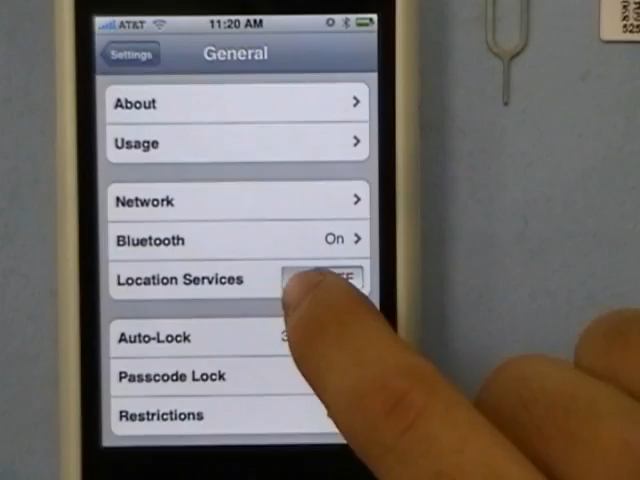 AT&T 11:20 AM
Settings General
About
Usage
Network
Bluetooth On
Location Services
Auto-Lock
Passcode Lock
Restrictions